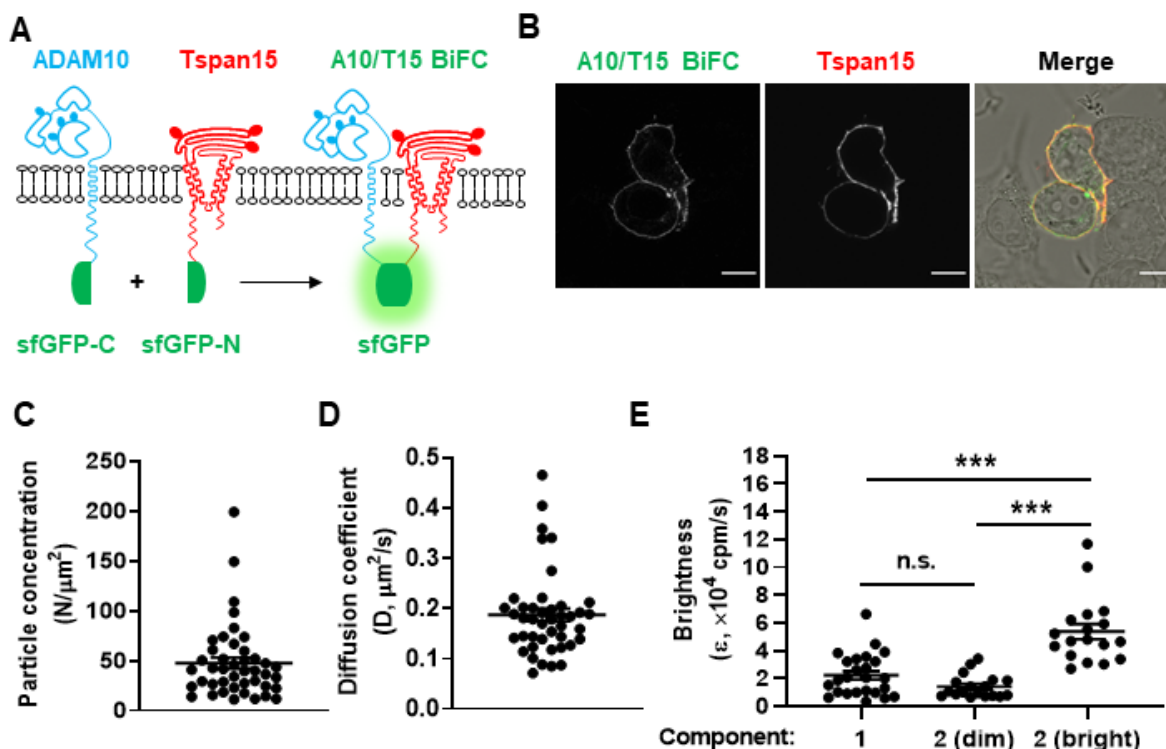 A
ADAM10 Tspan15 A10/T15 BiFC
+
sfGFP-C sfGFP-N sfGFP
B
A10/T15 BiFC Tspan15 Merge
C
Particle concentration
(N/μm²)
250
200
150
100
50
0
D
Diffusion coefficient
(D, μm²/s)
0.5
0.4
0.3
0.2
0.1
0.0
E
Brightness
(ε, ×10⁴ cpm/s)
18
16
14
12
10
8
6
4
2
0
***
***
n.s.
Component: 1 2 (dim) 2 (bright)